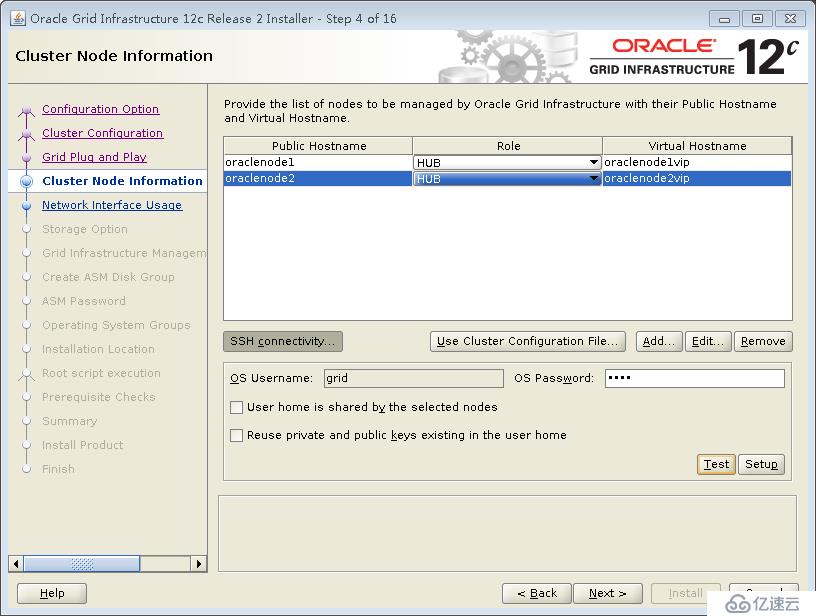 Oracle Grid Infrastructure 12c Release 2 Installer - Step 4 of 16
Cluster Node Information
ORACLE
GRID INFRASTRUCTURE
12c
Configuration Option
Cluster Configuration
Grid Plug and Play
Cluster Node Information
Network Interface Usage
Storage Option
Grid Infrastructure Managem
Create ASM Disk Group
ASM Password
Operating System Groups
Installation Location
Root script execution
Prerequisite Checks
Summary
Install Product
Finish
Provide the list of nodes to be managed by Oracle Grid Infrastructure with their Public Hostname
and Virtual Hostname.
Public Hostname Role Virtual Hostname
oraclenode1 HUB oraclenode1vip
oraclenode2 HUB oraclenode2vip
SSH connectivity... Use Cluster Configuration File... Add... Edit... Remove
OS Username: grid OS Password: ••••
User home is shared by the selected nodes
Reuse private and public keys existing in the user home
Test Setup
Help < Back Next > Install
亿速云